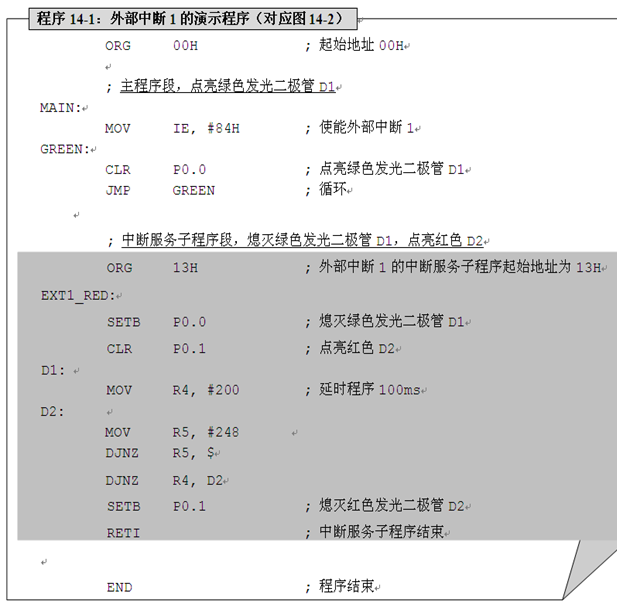 程序 14-1：外部中断 1 的演示程序（对应图 14-2）
ORG 00H ; 起始地址 00H
; 主程序段，点亮绿色发光二极管 D1
MAIN:
MOV IE, #84H ; 使能外部中断 1
GREEN:
CLR P0.0 ; 点亮绿色发光二极管 D1
JMP GREEN ; 循环
; 中断服务子程序段，熄灭绿色发光二极管 D1，点亮红色 D2
ORG 13H ; 外部中断 1 的中断服务子程序起始地址为 13H
EXT1_RED:
SETB P0.0 ; 熄灭绿色发光二极管 D1
CLR P0.1 ; 点亮红色 D2
D1:
MOV R4, #200 ; 延时程序 100ms
D2:
MOV R5, #248
DJNZ R5, $
DJNZ R4, D2
SETB P0.1 ; 熄灭红色发光二极管 D2
RETI ; 中断服务子程序结束
END ; 程序结束